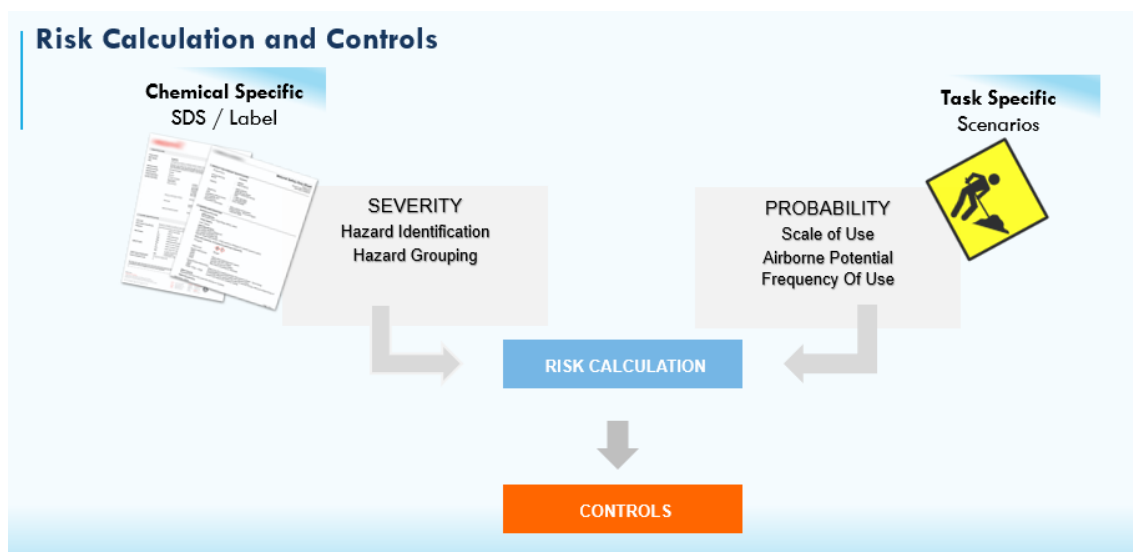 Risk Calculation and Controls
Chemical Specific
SDS / Label
Task Specific
Scenarios
SEVERITY
Hazard Identification
Hazard Grouping
PROBABILITY
Scale of Use
Airborne Potential
Frequency Of Use
RISK CALCULATION
CONTROLS